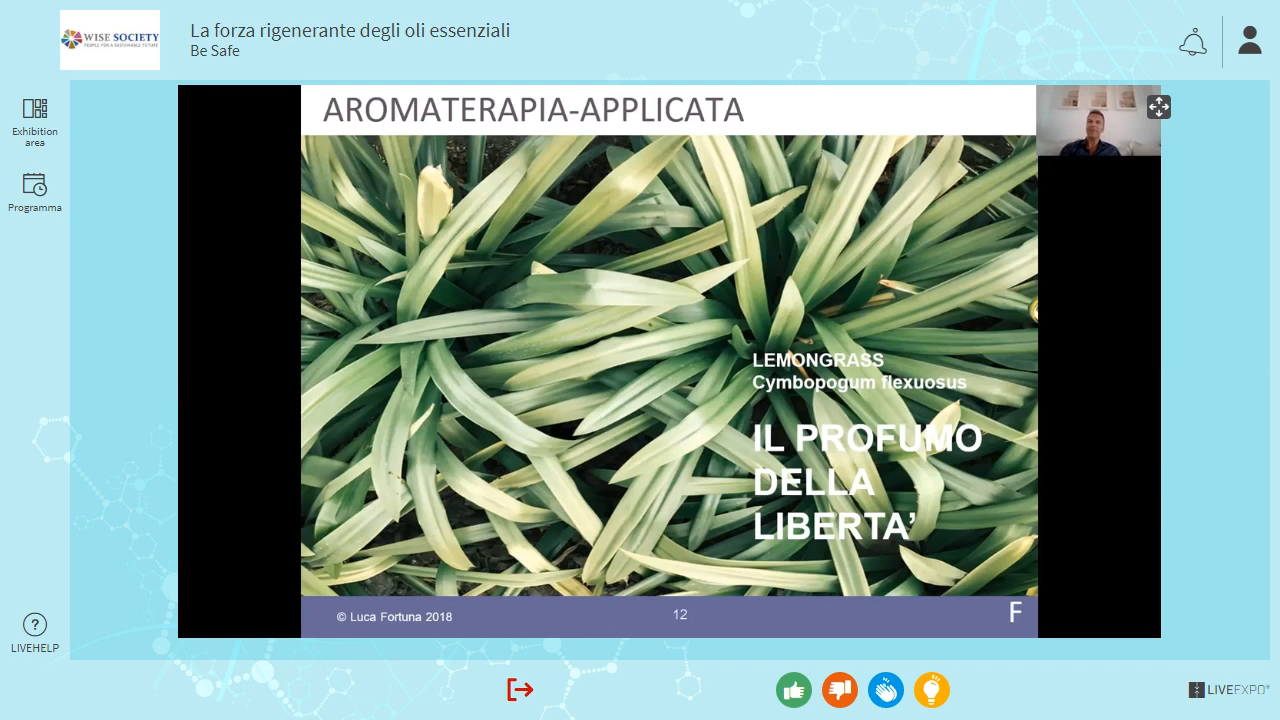 WISE SOCIETY
PEOPLE FOR A SUSTAINABLE FUTURE
La forza rigenerante degli oli essenziali
Be Safe
Exhibition
area
Programma
AROMATERAPIA-APPLICATA
LEMONGRASS
Cymbopogum flexuosus
IL PROFUMO
DELLA
LIBERTA’
© Luca Fortuna 2018
12
F
?
LIVEHELP
LIVEEXPO®